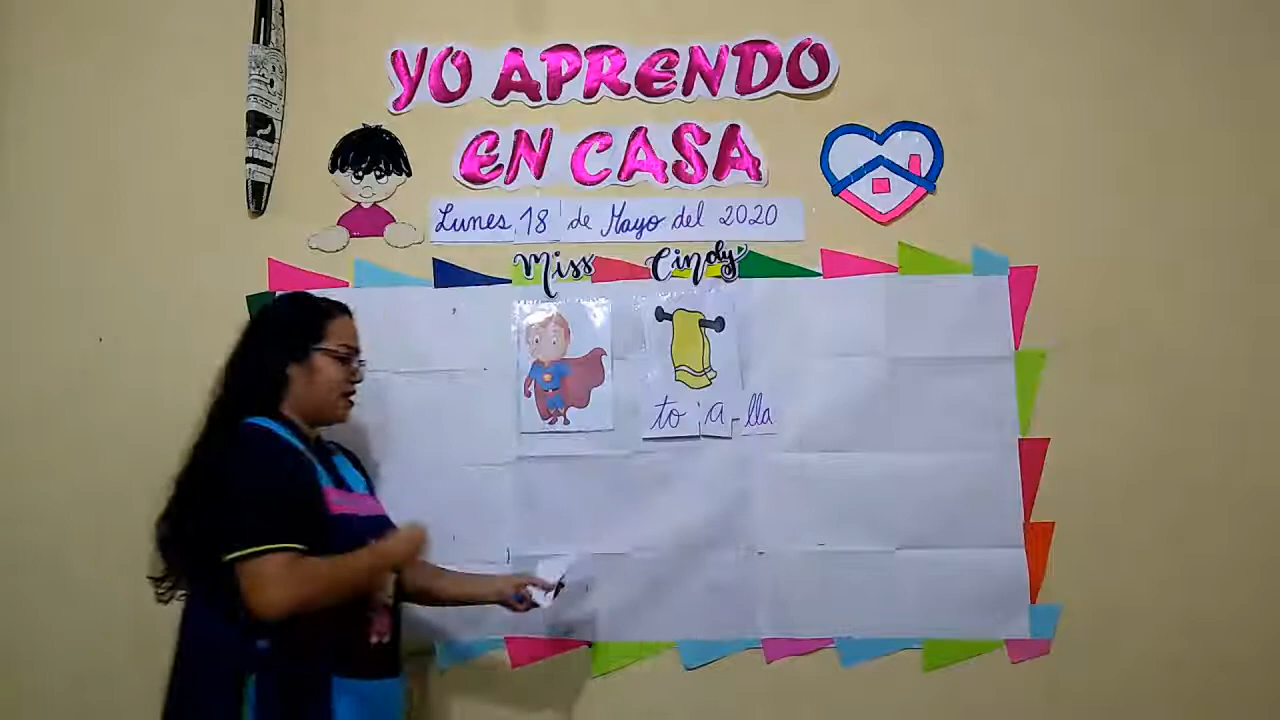 YO APRENDO
EN CASA
Lunes, 18 de Mayo del 2020
Miss Cindy
to-a-lla